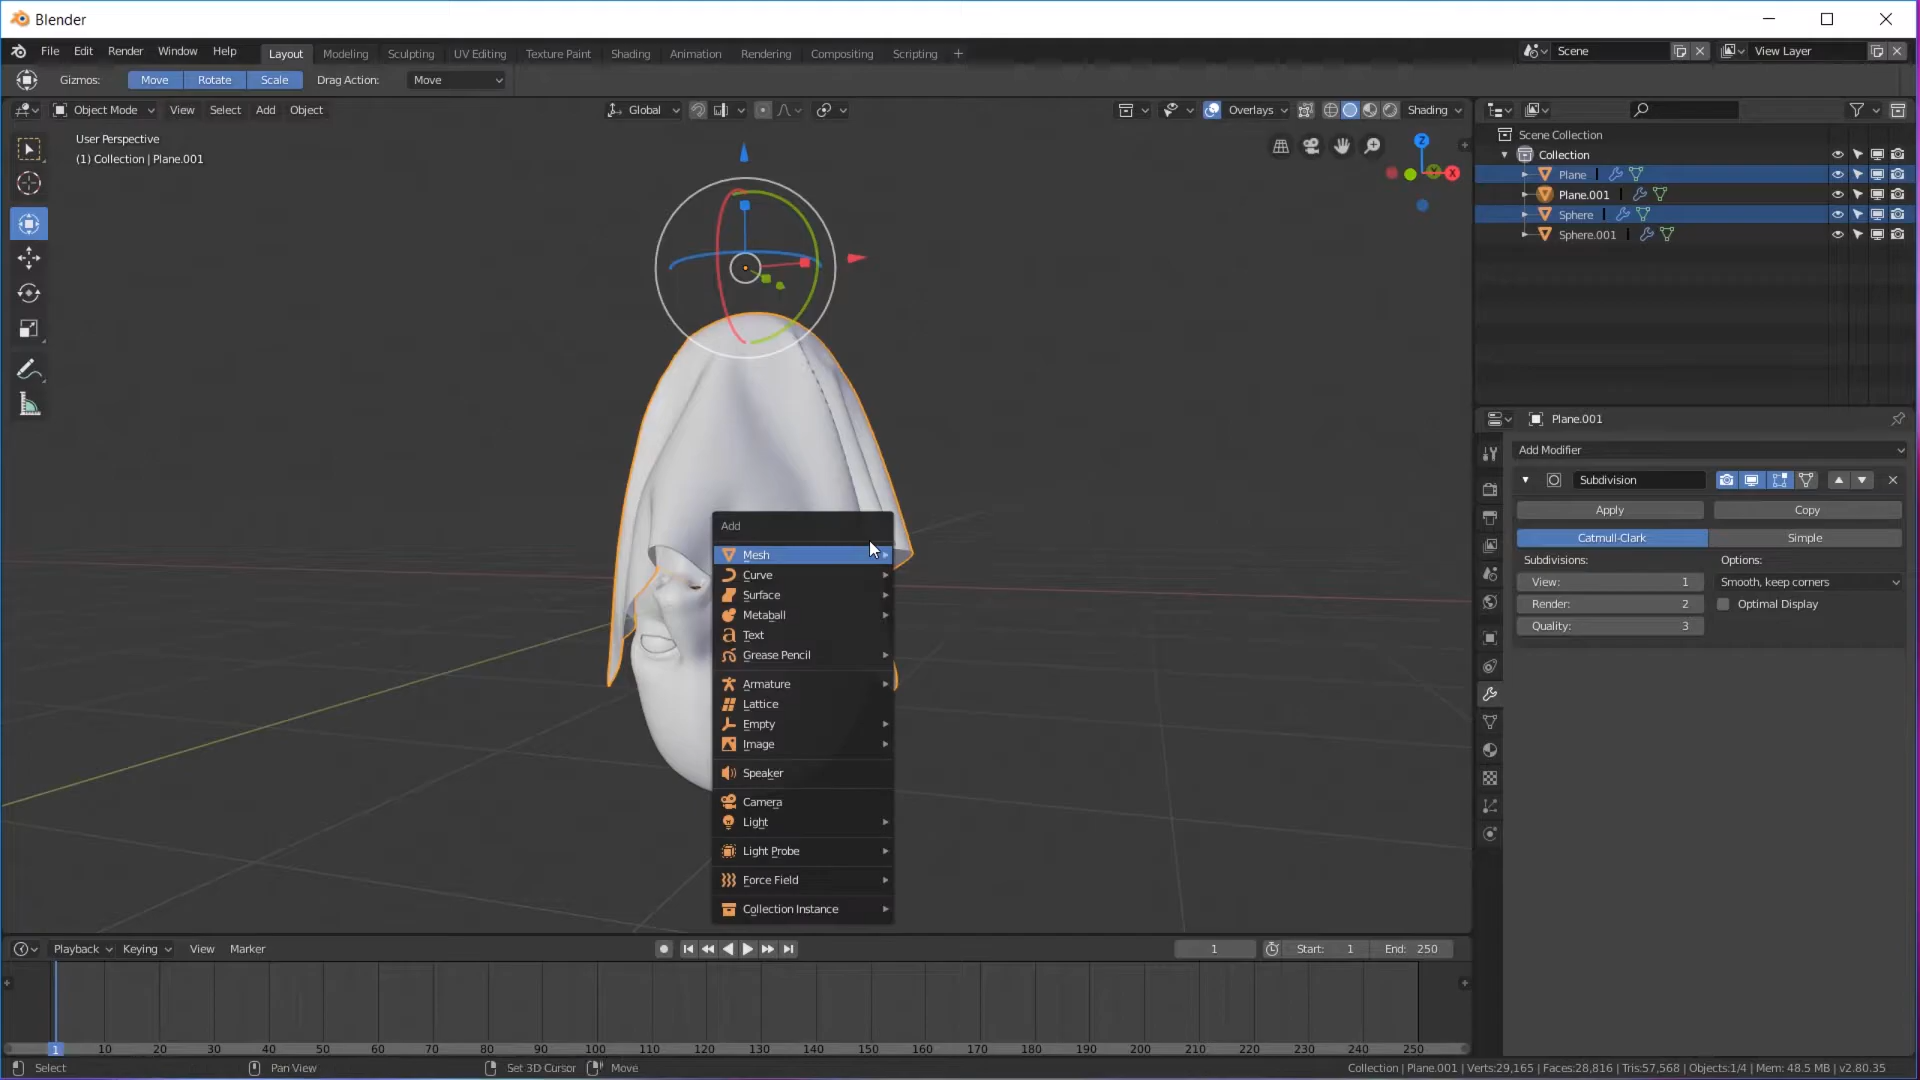 Blender
File Edit Render Window Help Layout Modeling Sculpting UV Editing Texture Paint Shading Animation Rendering Compositing Scripting + Scene View Layer
Gizmos: Move Rotate Scale Drag Action: Move
Object Mode View Select Add Object Global Overlays Shading
User Perspective
(1) Collection | Plane.001
Z
X
Scene Collection
Collection
Plane
Plane.001
Sphere
Sphere.001
Plane.001
Add Modifier
Subdivision
Apply Copy
Catmull-Clark Simple
Subdivisions: Options:
View: 1 Smooth, keep corners
Render: 2 Optimal Display
Quality: 3
Add
Mesh
Curve
Surface
Metaball
Text
Grease Pencil
Armature
Lattice
Empty
Image
Speaker
Camera
Light
Light Probe
Force Field
Collection Instance
Playback Keying View Marker 1 Start: 1 End: 250
1 10 20 30 40 50 60 70 80 90 100 110 120 130 140 150 160 170 180 190 200 210 220 230 240 250
Select Pan View Set 3D Cursor Move Collection | Plane.001 | Verts:29,165 | Faces:28,816 | Tris:57,568 | Objects:1/4 | Mem: 48.5 MB | v2.80.35